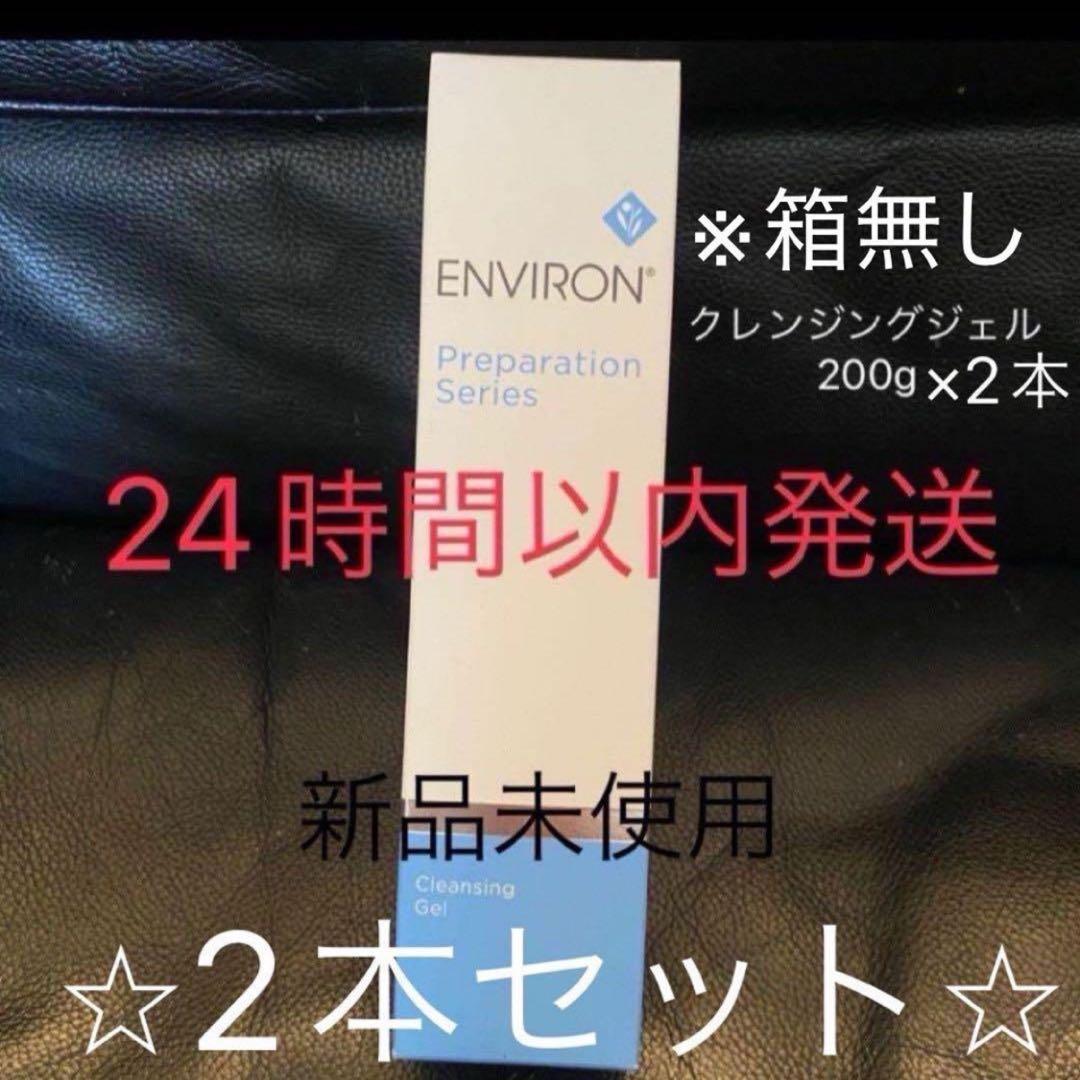 ※箱無し
ENVIRON®
クレンジングジェル
Preparation
Series
200g×2本
24時間以内発送
新品未使用
Cleansing
Gel
☆2本セット☆